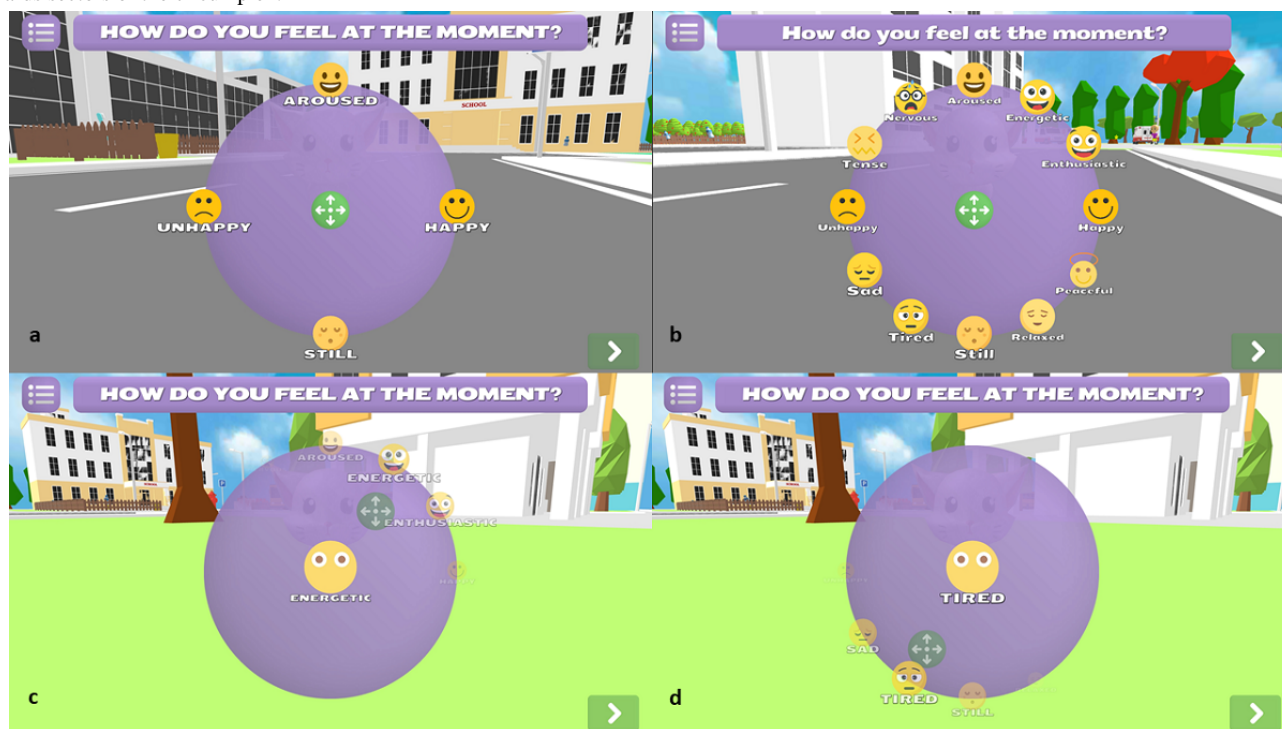 HOW DO YOU FEEL AT THE MOMENT?
AROUSED
SCHOOL
UNHAPPY
HAPPY
STILL
a
How do you feel at the moment?
Aroused
Nervous
Energetic
Tense
Enthusiastic
Unhappy
Happy
Sad
Peaceful
Tired
Still
Relaxed
b
HOW DO YOU FEEL AT THE MOMENT?
AROUSED
ENERGETIC
ENTHUSIASTIC
HAPPY
ENERGETIC
c
HOW DO YOU FEEL AT THE MOMENT?
TIRED
SAD
TIRED
STILL
d